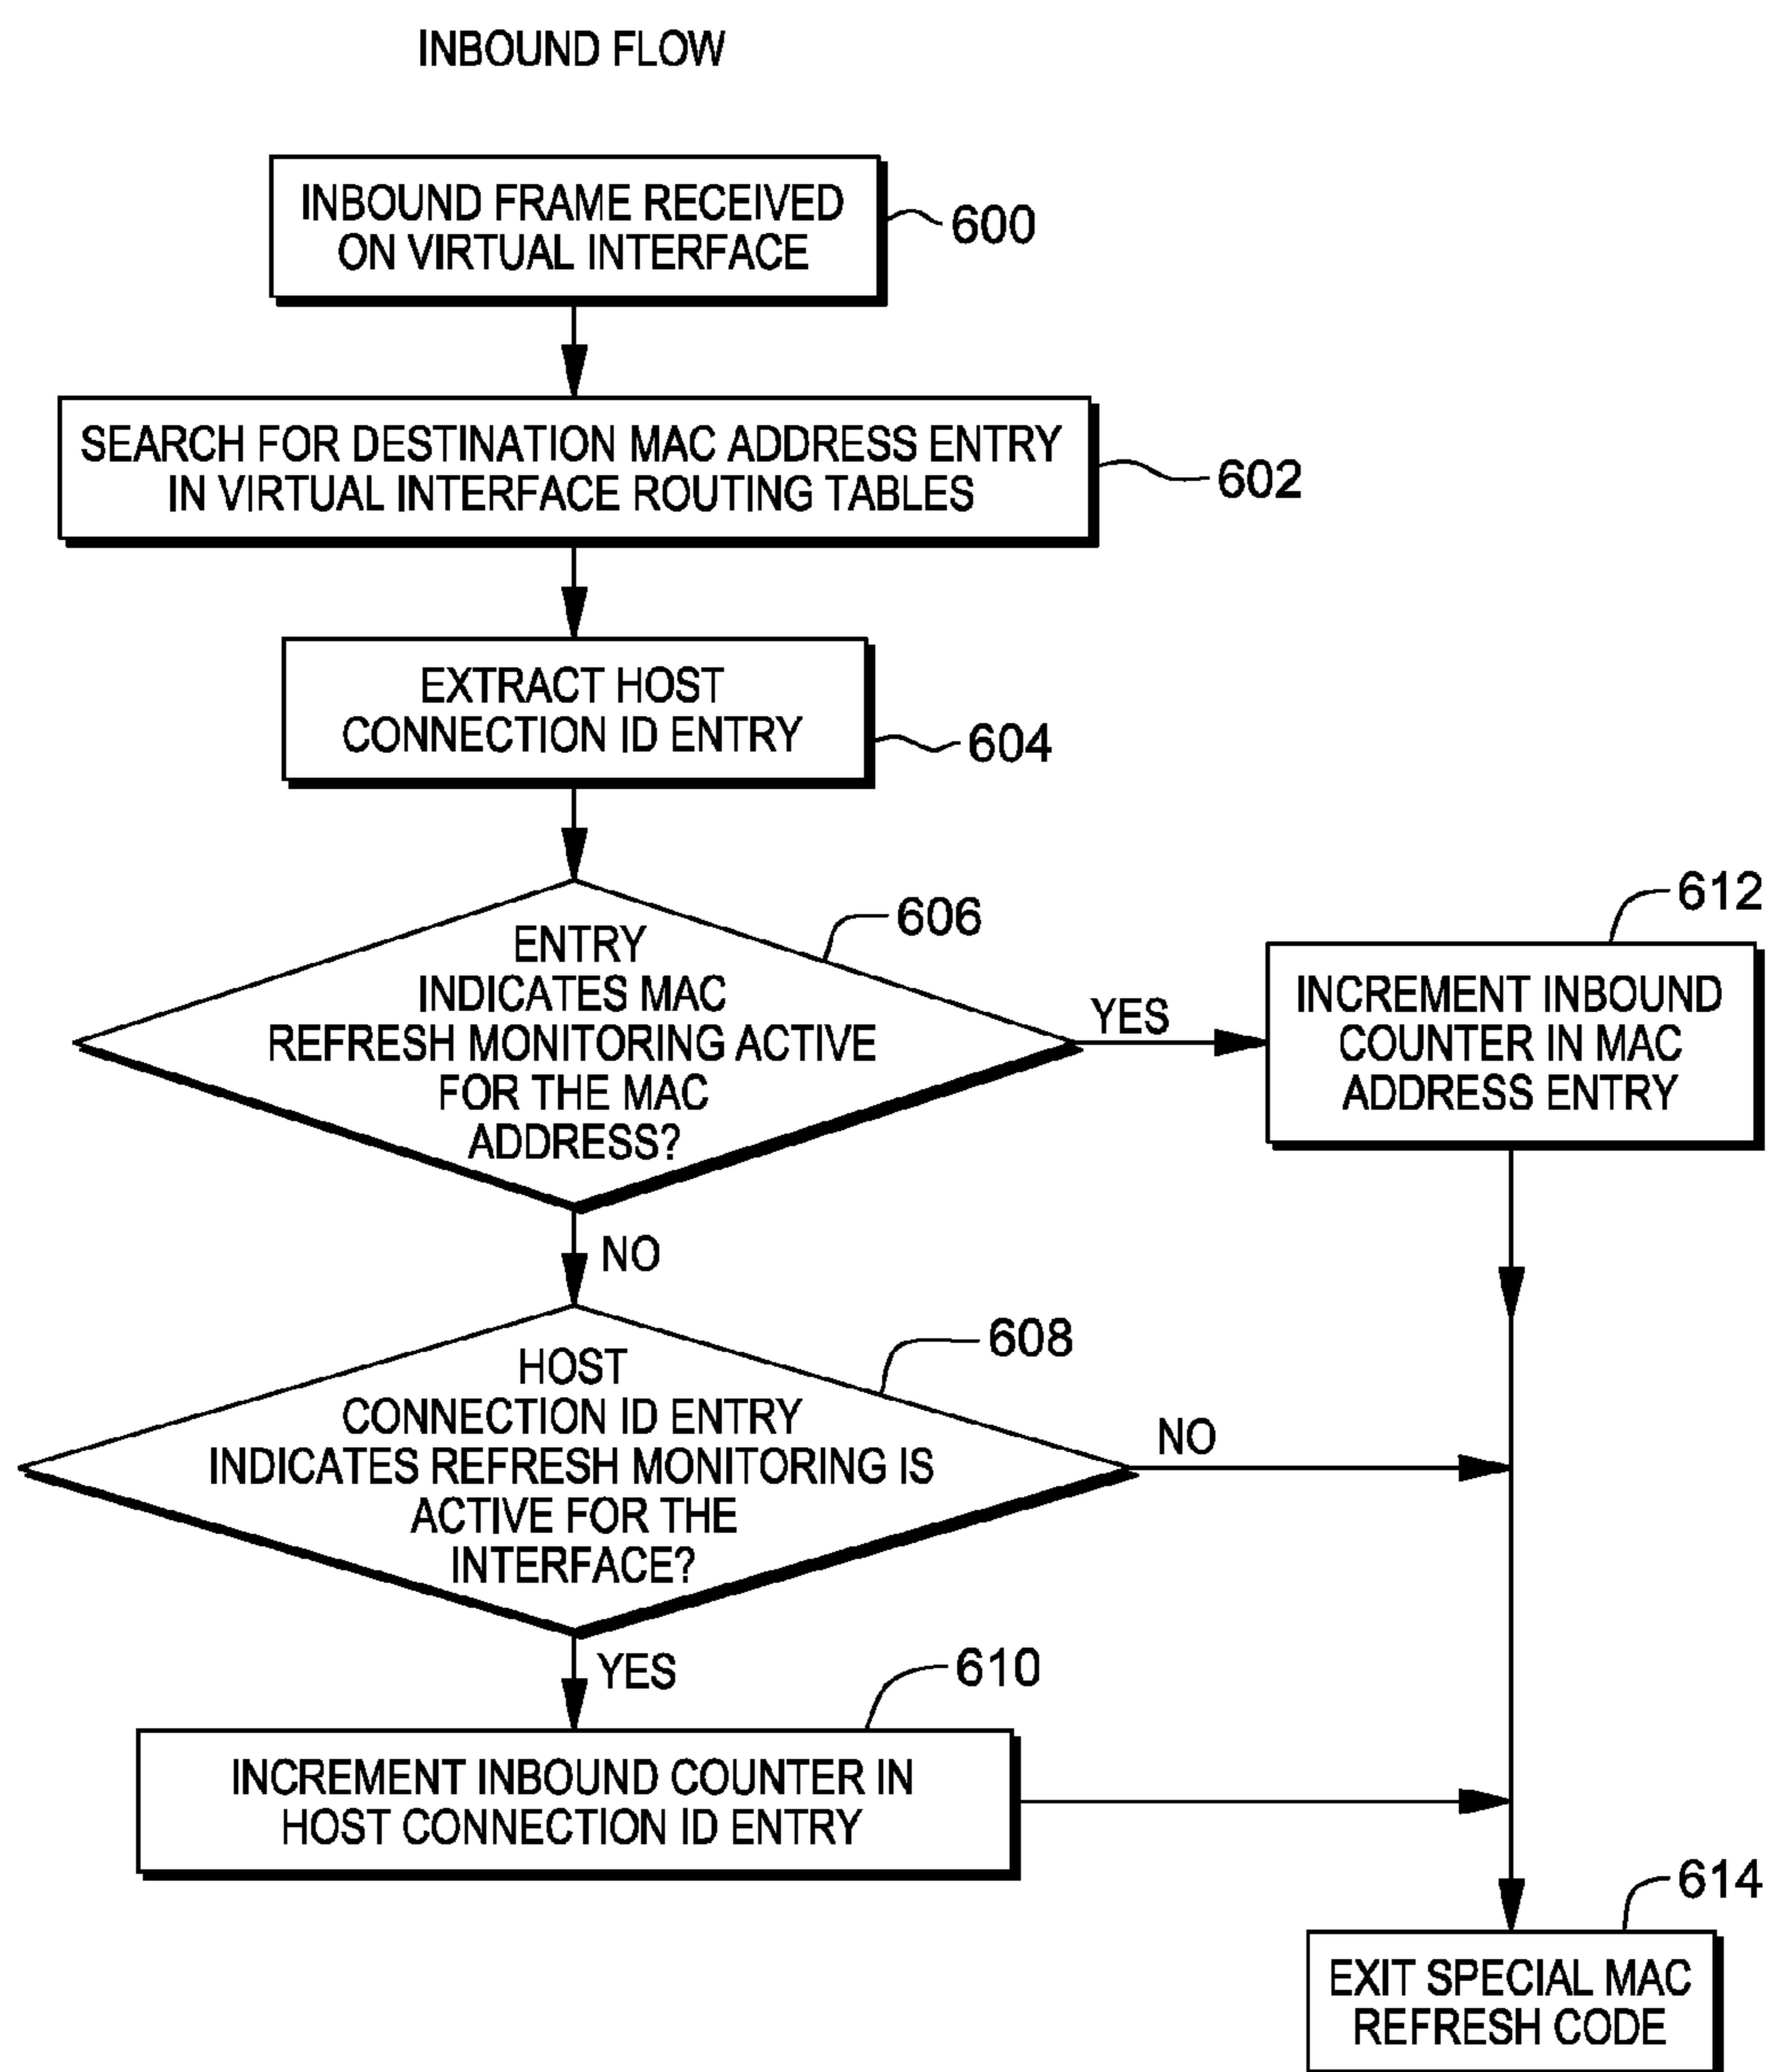 INBOUND FLOW
INBOUND FRAME RECEIVED
ON VIRTUAL INTERFACE
600
SEARCH FOR DESTINATION MAC ADDRESS ENTRY
IN VIRTUAL INTERFACE ROUTING TABLES
602
EXTRACT HOST
CONNECTION ID ENTRY
604
ENTRY
INDICATES MAC
REFRESH MONITORING ACTIVE
FOR THE MAC
ADDRESS?
606
YES
612
INCREMENT INBOUND
COUNTER IN MAC
ADDRESS ENTRY
NO
HOST
CONNECTION ID ENTRY
INDICATES REFRESH MONITORING IS
ACTIVE FOR THE
INTERFACE?
608
NO
YES
610
INCREMENT INBOUND COUNTER IN
HOST CONNECTION ID ENTRY
614
EXIT SPECIAL MAC
REFRESH CODE